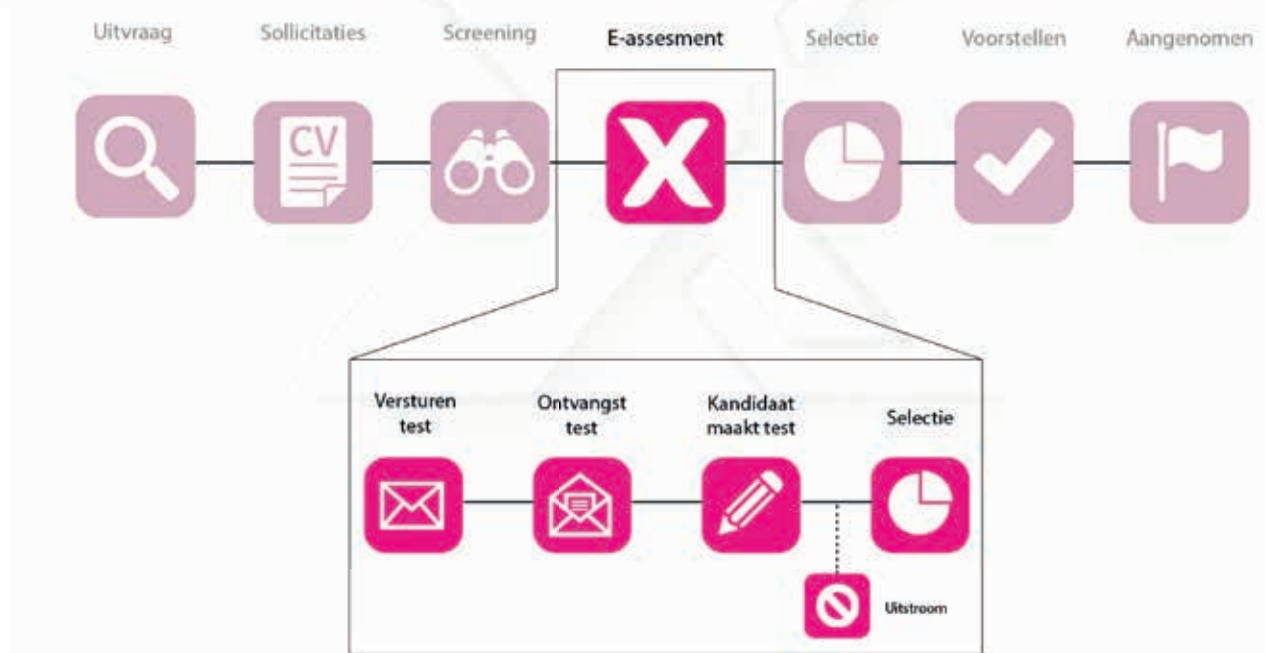 Uitvraag
Sollicitaties
Screening
E-assesment
Selectie
Voorstellen
Aangenomen
CV
Versturen
test
Ontvangst
test
Kandidaat
maakt test
Selectie
Uitstroom